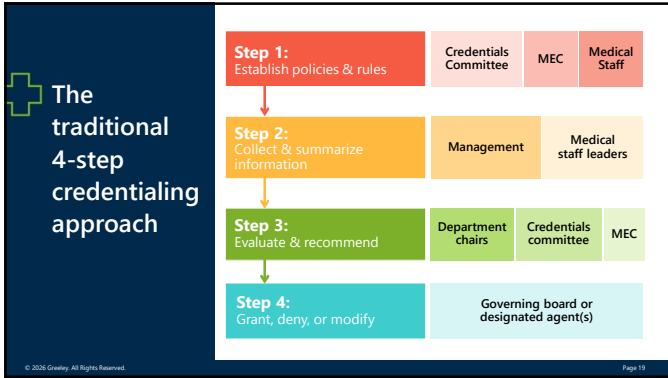 The
traditional
4-step
credentialing
approach
Step 1:
Establish policies & rules
Credentials
Committee
MEC
Medical
Staff
Step 2:
Collect & summarize
information
Management
Medical
staff leaders
Step 3:
Evaluate & recommend
Department
chairs
Credentials
committee
MEC
Step 4:
Grant, deny, or modify
Governing board or
designated agent(s)
© 2026 Greeley. All Rights Reserved.
Page 19